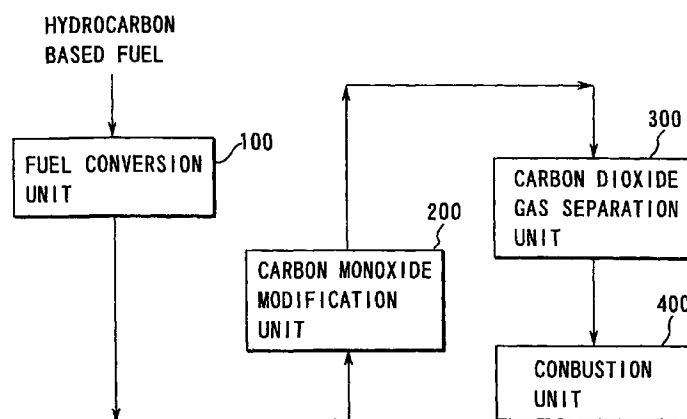 HYDROCARBON
BASED FUEL
100
FUEL CONVERSION
UNIT
200
CARBON MONOXIDE
MODIFICATION
UNIT
300
CARBON DIOXIDE
GAS SEPARATION
UNIT
400
CONBUSTION
UNIT